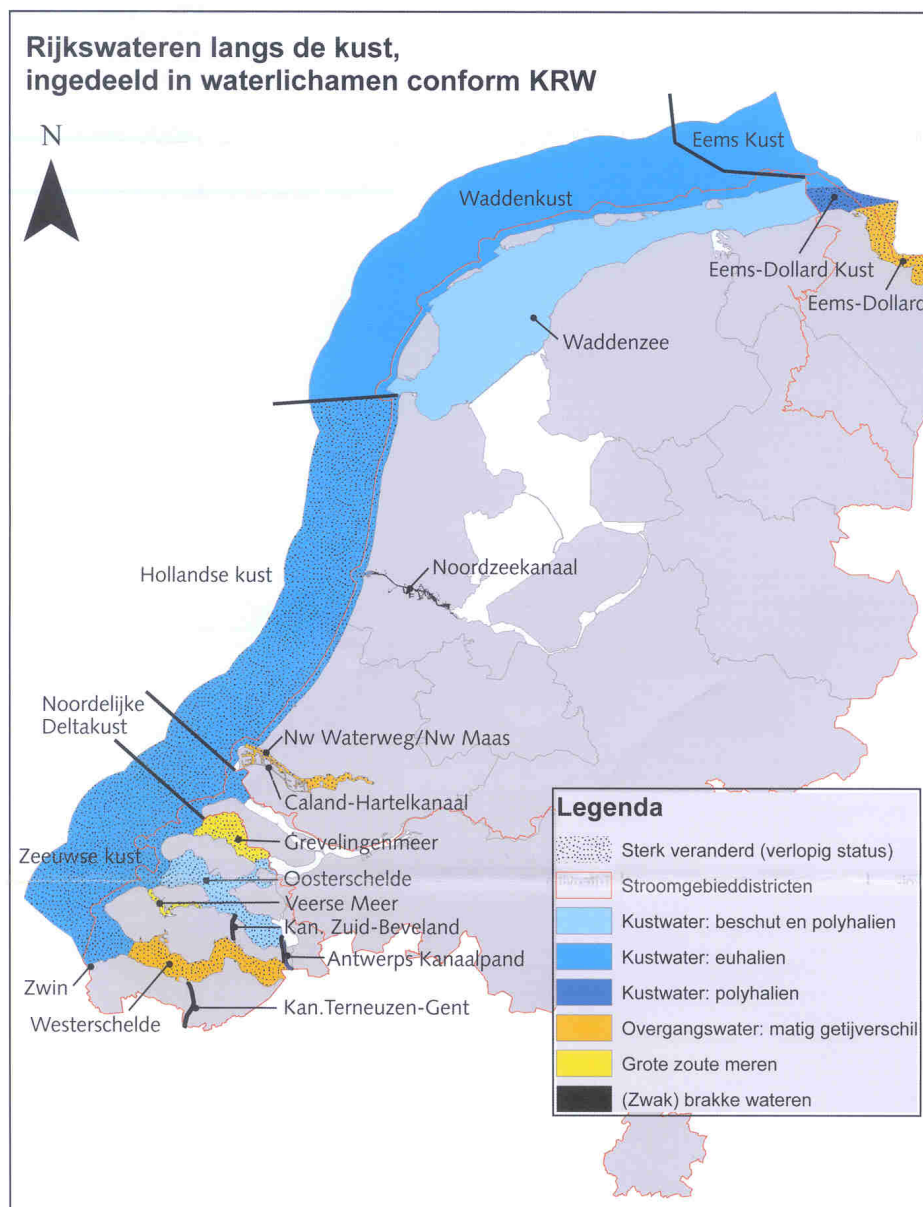 Rijkswateren langs de kust,
ingedeeld in waterlichamen conform KRW
N
Eems Kust
Waddenkust
Eems-Dollard Kust
Eems-Dollard
Waddenzee
Noordzeekanaal
Hollandse kust
Noordelijke
Deltakust
Nw Waterweg/Nw Maas
Caland-Hartelkanaal
Grevelingenmeer
Zeeuwse kust
Oosterschelde
Veerse Meer
Kan. Zuid-Beveland
Antwerps Kanaalpand
Zwin
Westerschelde
Kan.Terneuzen-Gent
Legenda
Sterk veranderd (verlopig status)
Stroomgebieddistricten
Kustwater: beschut en polyhalien
Kustwater: euhalien
Kustwater: polyhalien
Overgangswater: matig getijverschil
Grote zoute meren
(Zwak) brakke wateren